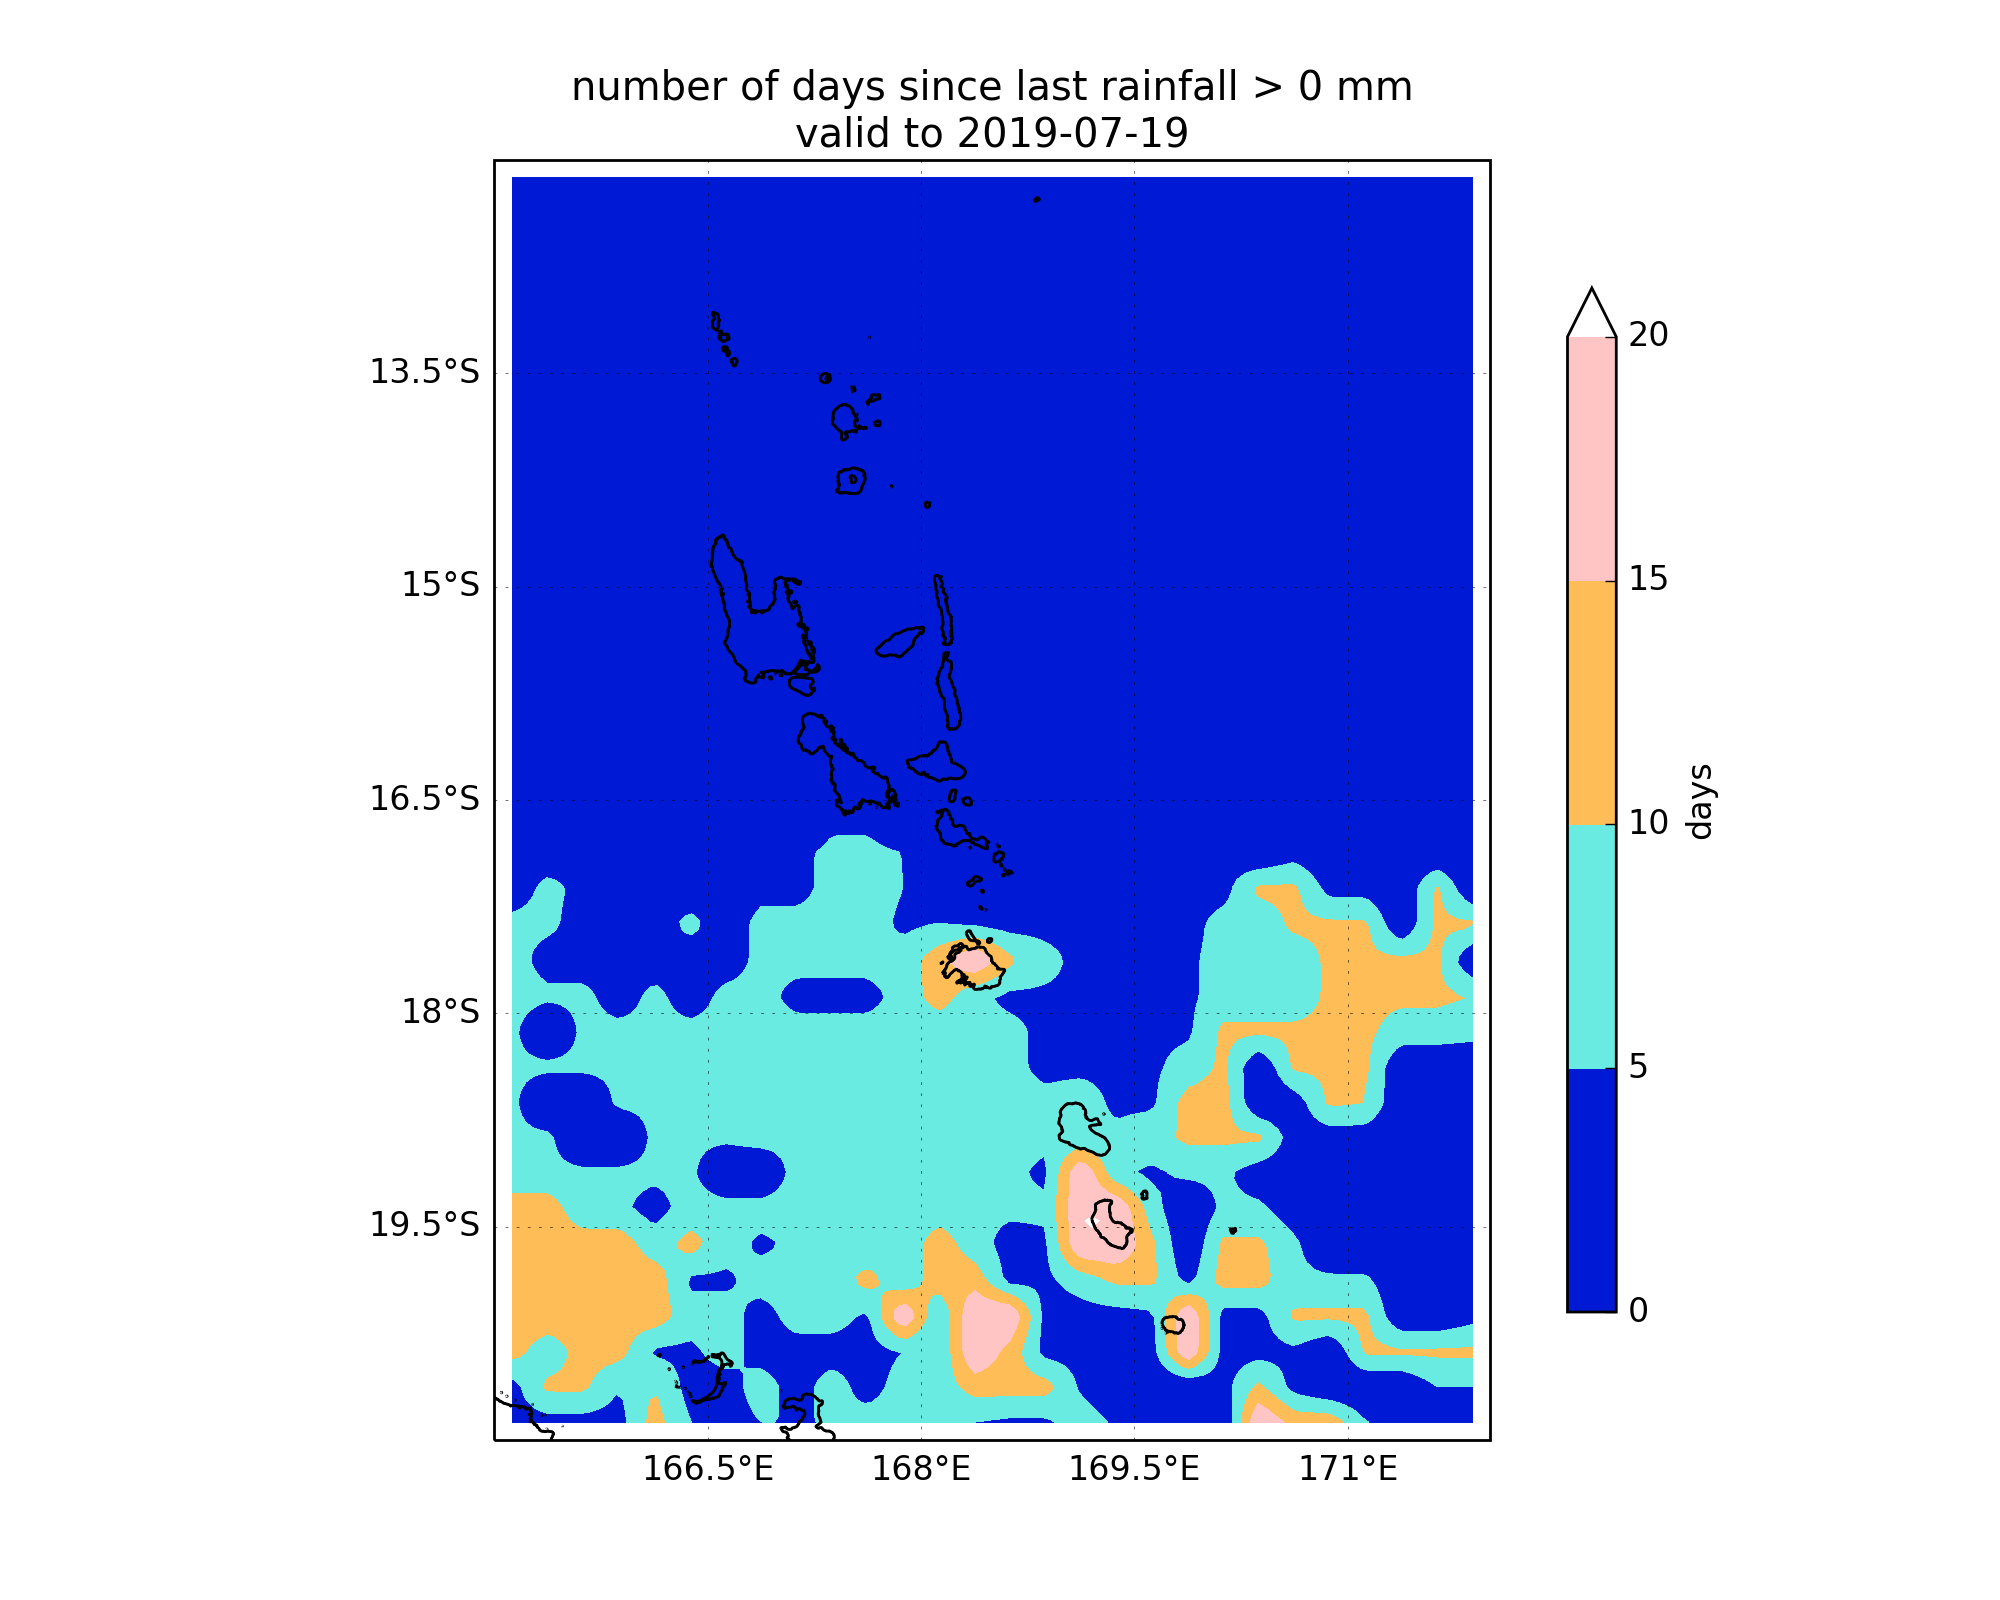 number of days since last rainfall > 0 mm
valid to 2019-07-19
13.5°S
15°S
16.5°S
18°S
19.5°S
166.5°E
168°E
169.5°E
171°E
20
15
10
5
0
days